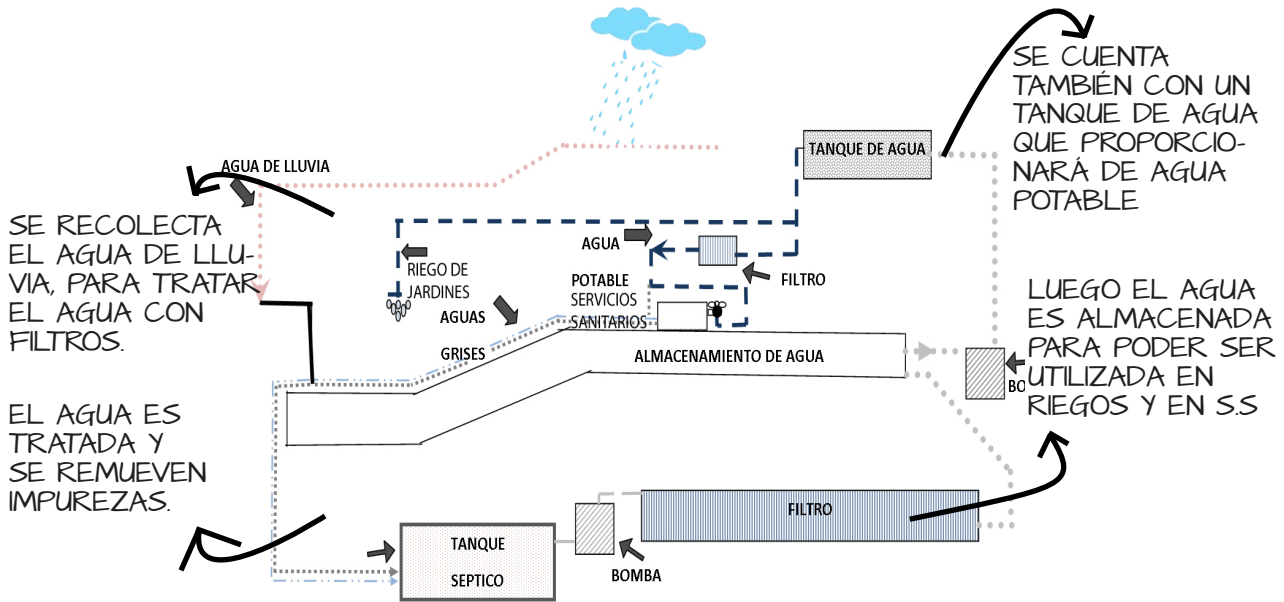 SE CUENTA
TAMBIÉN CON UN
TANQUE DE AGUA
QUE PROPORCIO-
NARÁ DE AGUA
POTABLE
TANQUE DE AGUA
AGUA DE LLUVIA
SE RECOLECTA
EL AGUA DE LLU-
VIA, PARA TRATAR
EL AGUA CON
FILTROS.
AGUA
POTABLE
FILTRO
RIEGO DE
JARDINES
SERVICIOS
SANITARIOS
AGUAS
GRISES
ALMACENAMIENTO DE AGUA
LUEGO EL AGUA
ES ALMACENADA
PARA PODER SER
UTILIZADA EN
RIEGOS Y EN S.S
BO
EL AGUA ES
TRATADA Y
SE REMUEVEN
IMPUREZAS.
FILTRO
TANQUE
SEPTICO
BOMBA